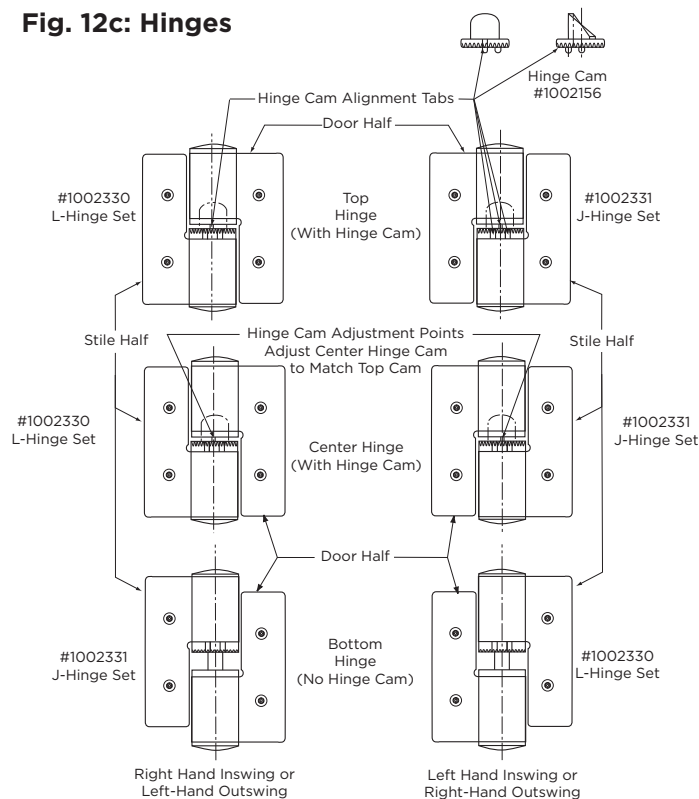 Fig. 12c: Hinges
Hinge Cam
#1002156
Hinge Cam Alignment Tabs
Door Half
#1002330
L-Hinge Set
Top
Hinge
(With Hinge Cam)
#1002331
J-Hinge Set
Stile Half
Hinge Cam Adjustment Points
Adjust Center Hinge Cam
to Match Top Cam
Stile Half
#1002330
L-Hinge Set
Center Hinge
(With Hinge Cam)
#1002331
J-Hinge Set
Door Half
#1002331
J-Hinge Set
Bottom
Hinge
(No Hinge Cam)
#1002330
L-Hinge Set
Right Hand Inswing or
Left-Hand Outswing
Left Hand Inswing or
Right-Hand Outswing